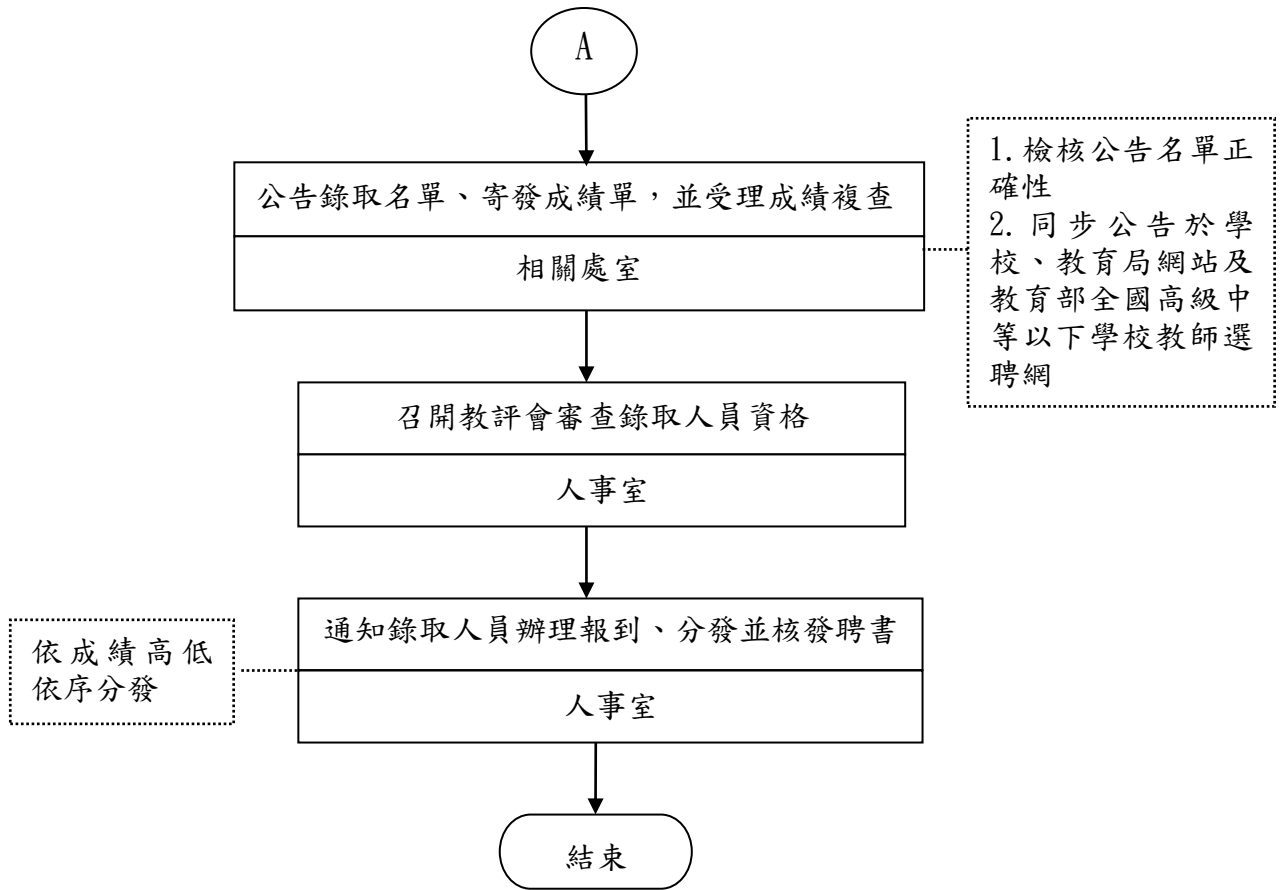 A
公告錄取名單、寄發成績單，並受理成績複查
相關處室
1.檢核公告名單正
確性
2.同步公告於學
校、教育局網站及
教育部全國高級中
等以下學校教師選
聘網
召開教評會審查錄取人員資格
人事室
通知錄取人員辦理報到、分發並核發聘書
人事室
依成績高低
依序分發
結束